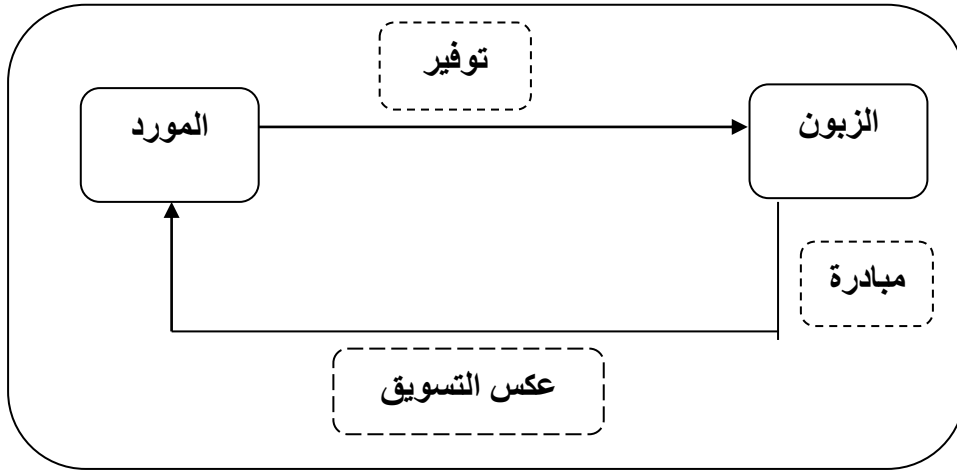 توفير
الزبون
المورد
مبادرة
عكس التسويق